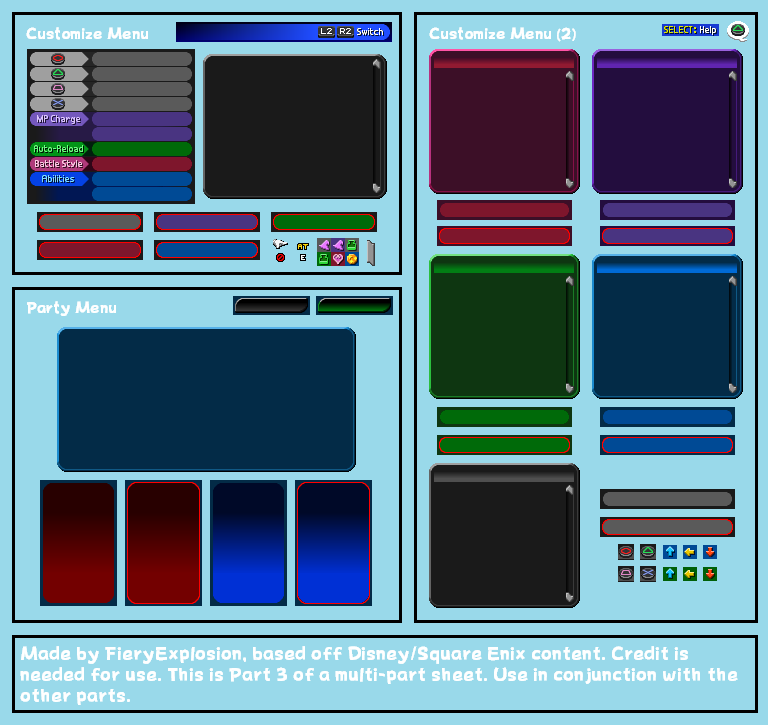 Customize Menu
L2 R2 Switch
MP Charge
Auto-Reload
Battle Style
Abilities
AT
E
Customize Menu (2)
SELECT: Help
Party Menu
Made by FieryExplosion, based off Disney/Square Enix content. Credit is
needed for use. This is Part 3 of a multi-part sheet. Use in conjunction with the
other parts.